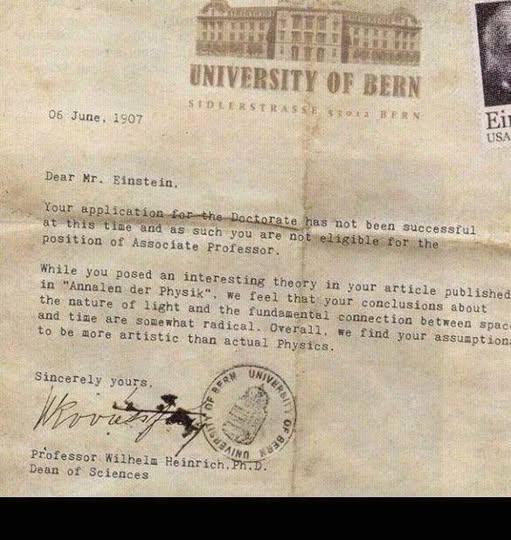 UNIVERSITY OF BERN
SIDLERSTRASSE 53012 BERN
Ei
USA
06 June, 1907
Dear Mr. Einstein,
Your application for the Doctorate has not been successful
at this time and as such you are not eligible for the
position of Associate Professor.
While you posed an interesting theory in your article published
in "Annalen der Physik", we feel that your conclusions about
the nature of light and the fundamental connection between spac
and time are somewhat radical. Overall, we find your assumption
to be more artistic than actual Physics.
Sincerely yours,
UNIVERSITY OF BERN UNIVERSITY OF BERN
Professor Wilhelm Heinrich,Ph.D.
Dean of Sciences